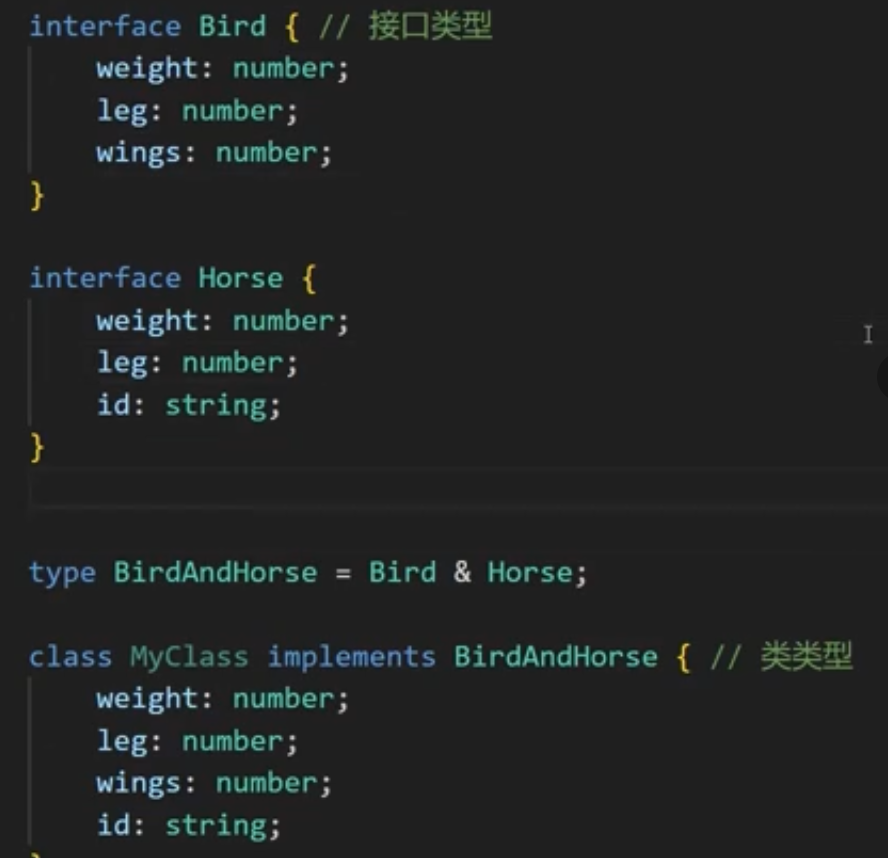 interface Bird { // 接口类型
    weight: number;
    leg: number;
    wings: number;
}
interface Horse {
    weight: number;
    leg: number;
    id: string;
}
type BirdAndHorse = Bird & Horse;
class MyClass implements BirdAndHorse { // 类类型
    weight: number;
    leg: number;
    wings: number;
    id: string;
}